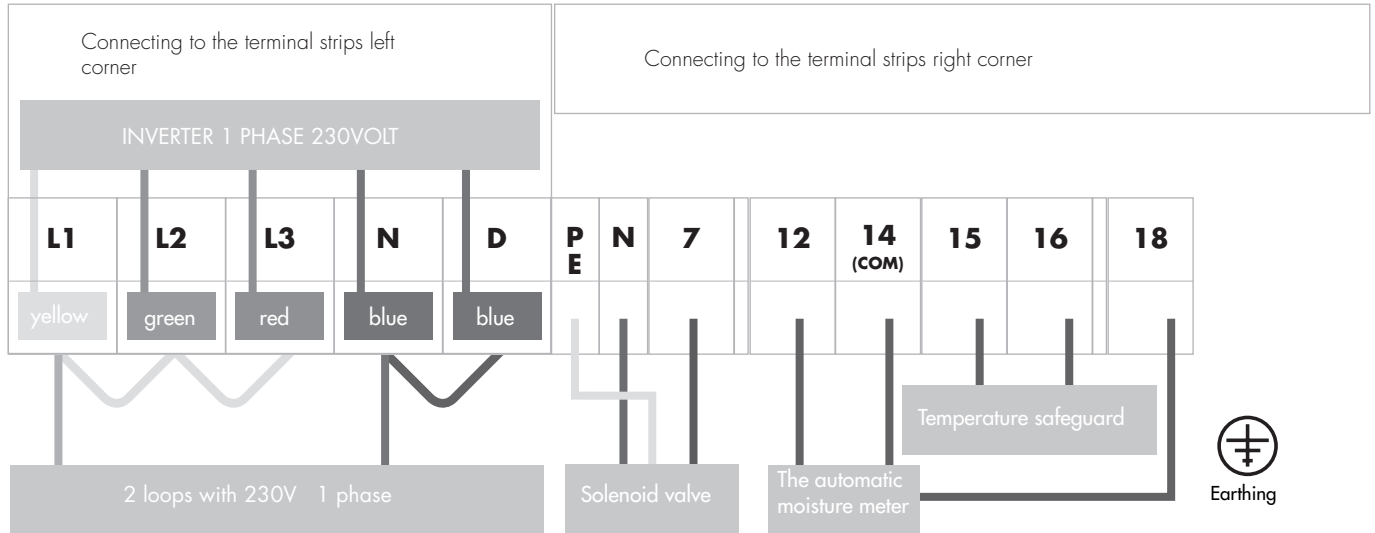 Connecting to the terminal strips left
corner
Connecting to the terminal strips right corner
INVERTER 1 PHASE 230VOLT
L1 L2 L3 N D P N 7 12 14 15 16 18
E (COM)
yellow green red blue blue
Temperature safeguard
2 loops with 230V 1 phase
Solenoid valve
The automatic
moisture meter
Earthing